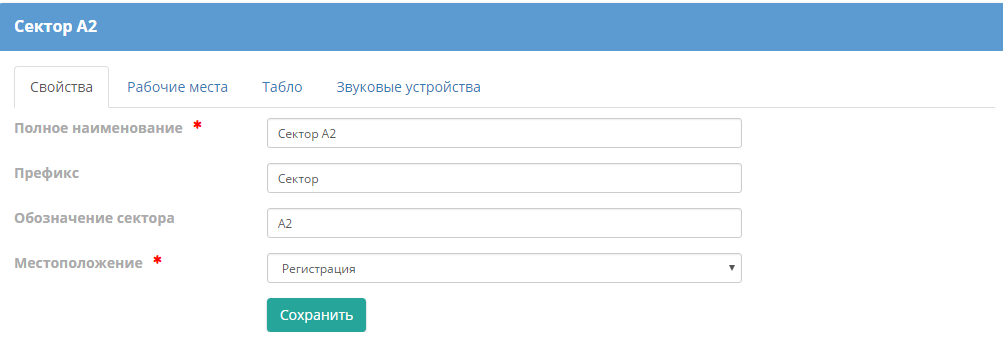 Сектор А2
Свойства Рабочие места Табло Звуковые устройства
Полное наименование * Сектор А2
Префикс Сектор
Обозначение сектора А2
Местоположение * Регистрация
Сохранить